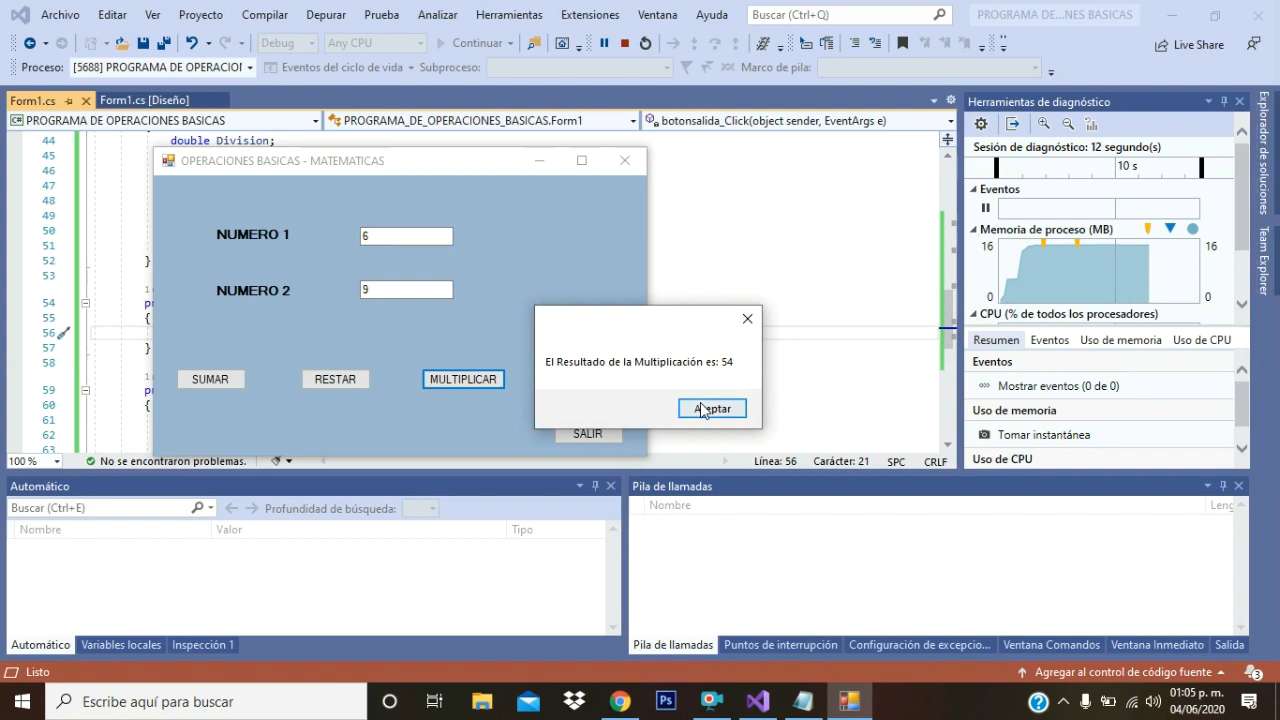 Archivo Editar Ver Proyecto Compilar Depurar Prueba Analizar Herramientas Extensiones Ventana Ayuda Buscar (Ctrl+Q) PROGRAMA DE...NES BASICAS
Debug Any CPU Continuar Live Share
Proceso: [5688] PROGRAMA DE OPERACION Eventos del ciclo de vida Subproceso: Marco de pila:
Form1.cs Form1.cs [Diseño]
PROGRAMA DE OPERACIONES BASICAS PROGRAMA_DE_OPERACIONES_BASICAS.Form1 botonsalida_Click(object sender, EventArgs e)
44 double Division;
45
46
47
48
49
50
51
52 }
53
54
55 {
56
57 }
58
59
60 {
61
62
63
OPERACIONES BASICAS - MATEMATICAS
NUMERO 1 6
NUMERO 2 9
SUMAR RESTAR MULTIPLICAR
SALIR
El Resultado de la Multiplicación es: 54
Aceptar
100 % No se encontraron problemas. Línea: 56 Carácter: 21 SPC CRLF
Herramientas de diagnóstico
Sesión de diagnóstico: 12 segundo(s)
10 s
Eventos
Memoria de proceso (MB)
16 16
0 0
CPU (% de todos los procesadores)
Resumen Eventos Uso de memoria Uso de CPU
Eventos
Mostrar eventos (0 de 0)
Uso de memoria
Tomar instantánea
Uso de CPU
Explorador de soluciones
Team Explorer
Automático
Buscar (Ctrl+E) Profundidad de búsqueda:
Nombre Valor Tipo
Automático Variables locales Inspección 1
Pila de llamadas
Nombre Leng
Pila de llamadas Puntos de interrupción Configuración de excepcio... Ventana Comandos Ventana Inmediato Salida
Listo Agregar al control de código fuente 3
Escribe aquí para buscar
Ps
01:05 p. m.
04/06/2020